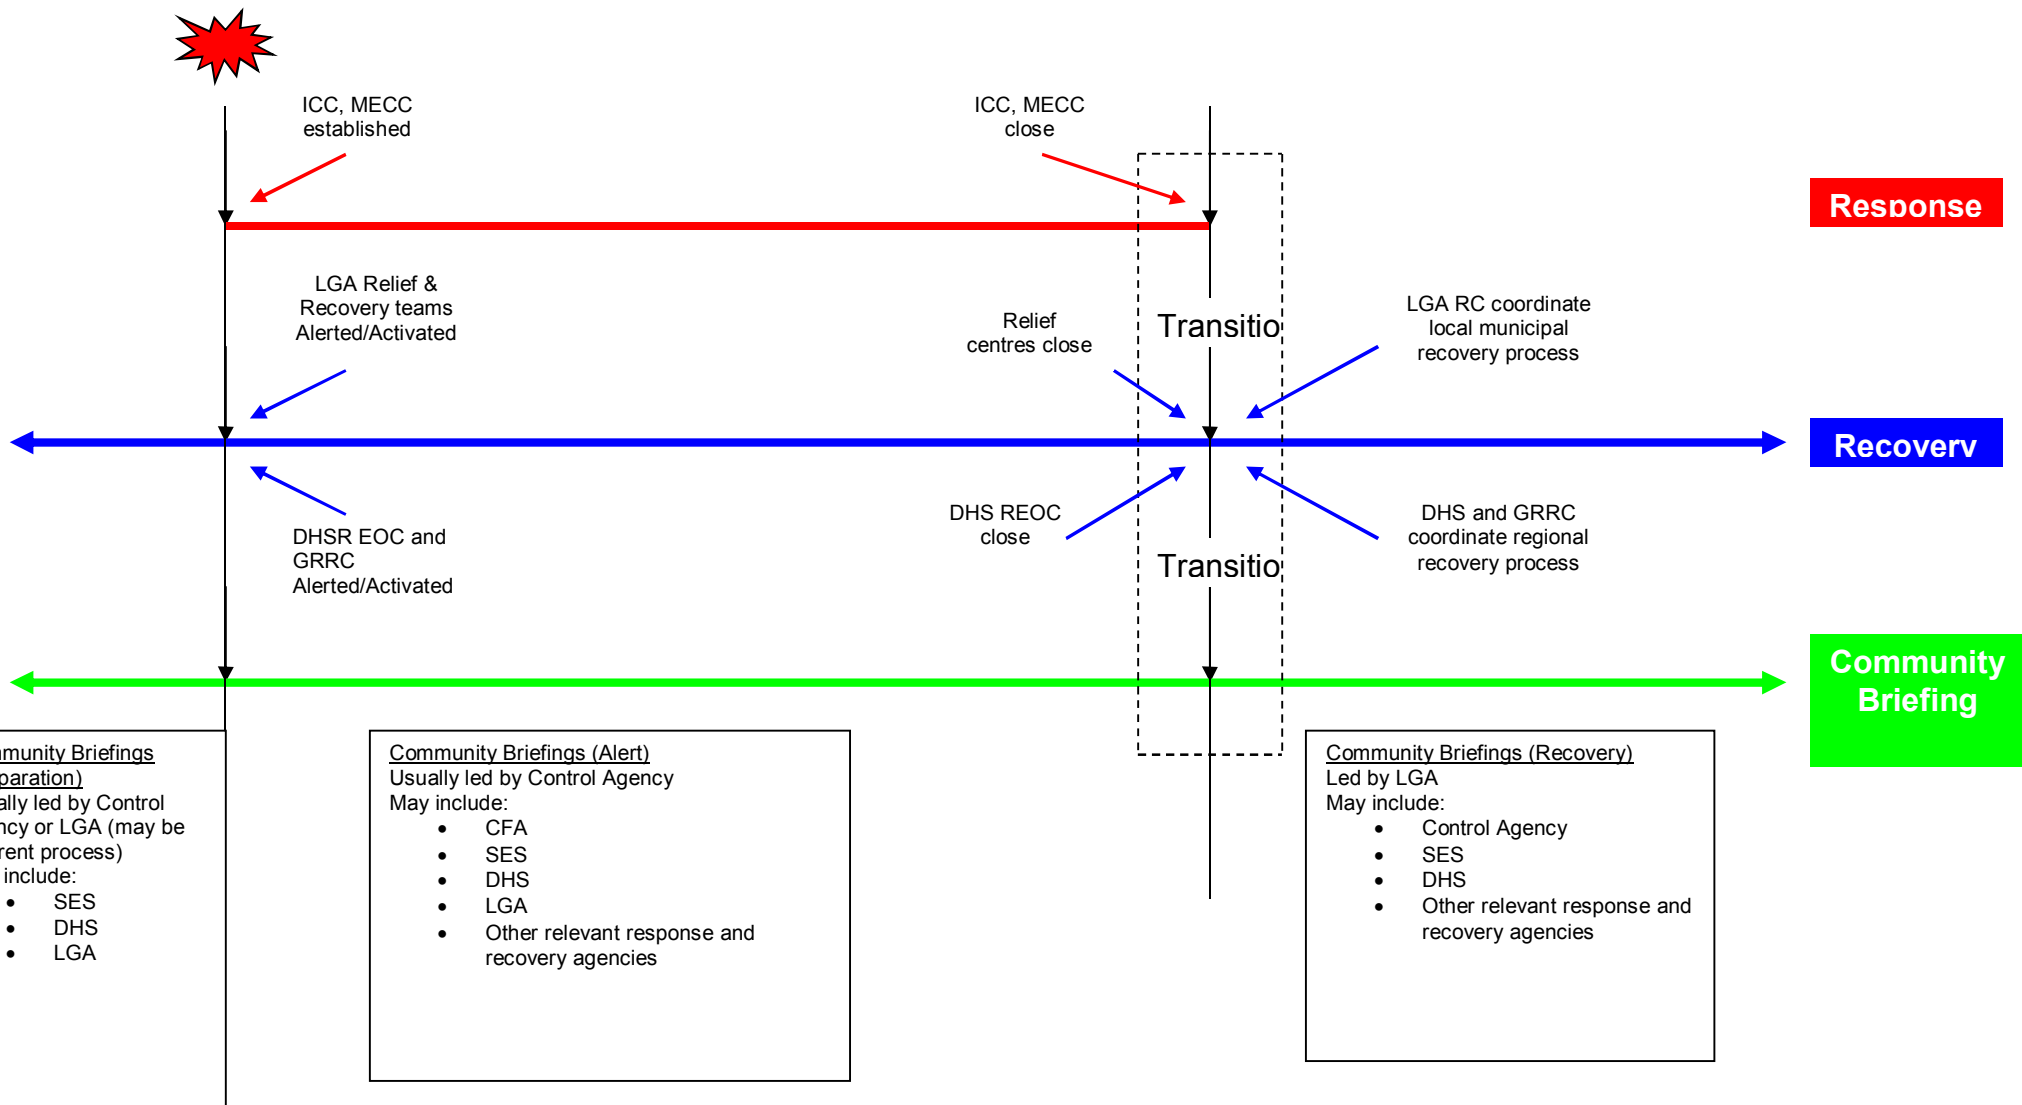 ICC, MECC
established
ICC, MECC
close
Response
LGA Relief &
Recovery teams
Alerted/Activated
Relief
centres close
Transitio
LGA RC coordinate
local municipal
recovery process
Recovery
DHSR EOC and
GRRC
Alerted/Activated
DHS REOC
close
Transitio
DHS and GRRC
coordinate regional
recovery process
Community
Briefing
mmunity Briefings
paration)
ally led by Control
ncy or LGA (may be
rent process)
include:
• SES
• DHS
• LGA
Community Briefings (Alert)
Usually led by Control Agency
May include:
• CFA
• SES
• DHS
• LGA
• Other relevant response and
recovery agencies
Community Briefings (Recovery)
Led by LGA
May include:
• Control Agency
• SES
• DHS
• Other relevant response and
recovery agencies